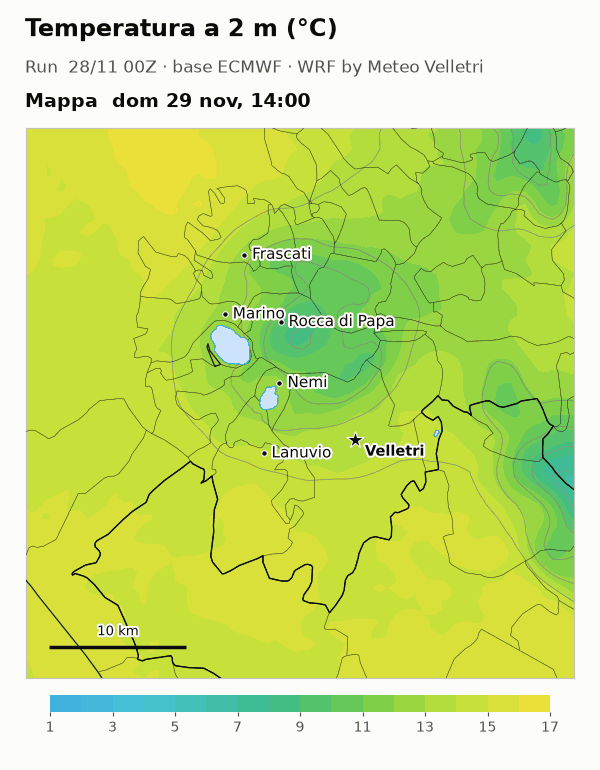 Temperatura a 2 m (°C)
Run 28/11 00Z · base ECMWF · WRF by Meteo Velletri
Mappa dom 29 nov, 14:00
Frascati
Marino
Rocca di Papa
Nemi
Lanuvio
Velletri
10 km
1 3 5 7 9 11 13 15 17